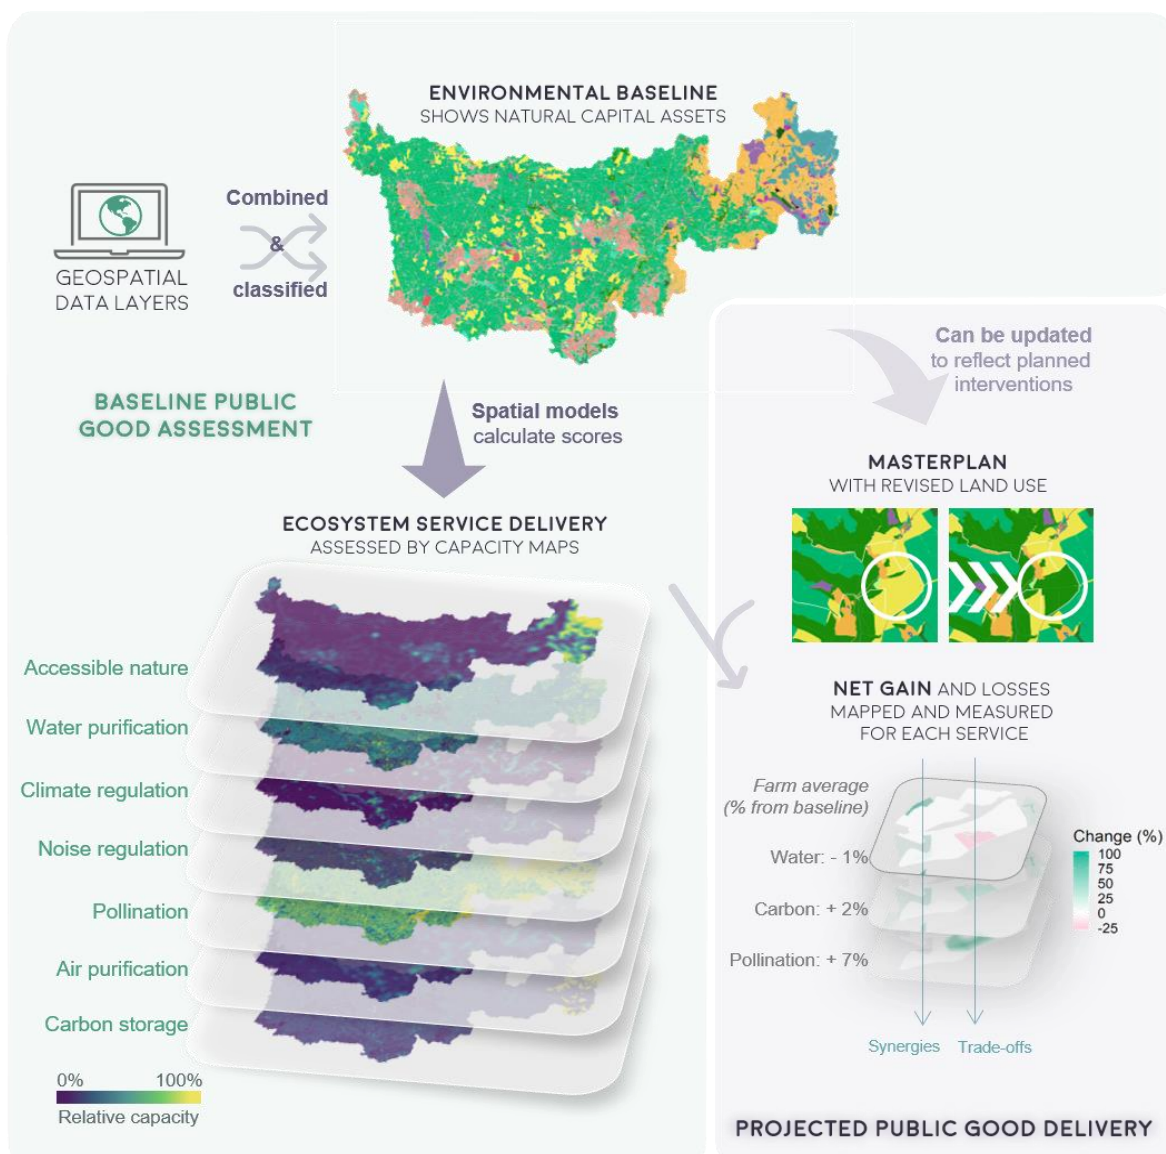 ENVIRONMENTAL BASELINE
SHOWS NATURAL CAPITAL ASSETS
GEOSPATIAL
DATA LAYERS
Combined
&
classified
BASELINE PUBLIC
GOOD ASSESSMENT
Spatial models
calculate scores
ECOSYSTEM SERVICE DELIVERY
ASSESSED BY CAPACITY MAPS
Accessible nature
Water purification
Climate regulation
Noise regulation
Pollination
Air purification
Carbon storage
0% 100%
Relative capacity
Can be updated
to reflect planned
interventions
MASTERPLAN
WITH REVISED LAND USE
NET GAIN AND LOSSES
MAPPED AND MEASURED
FOR EACH SERVICE
Farm average
(% from baseline)
Water: - 1%
Carbon: + 2%
Pollination: + 7%
Change (%)
100
75
50
25
0
-25
Synergies Trade-offs
PROJECTED PUBLIC GOOD DELIVERY